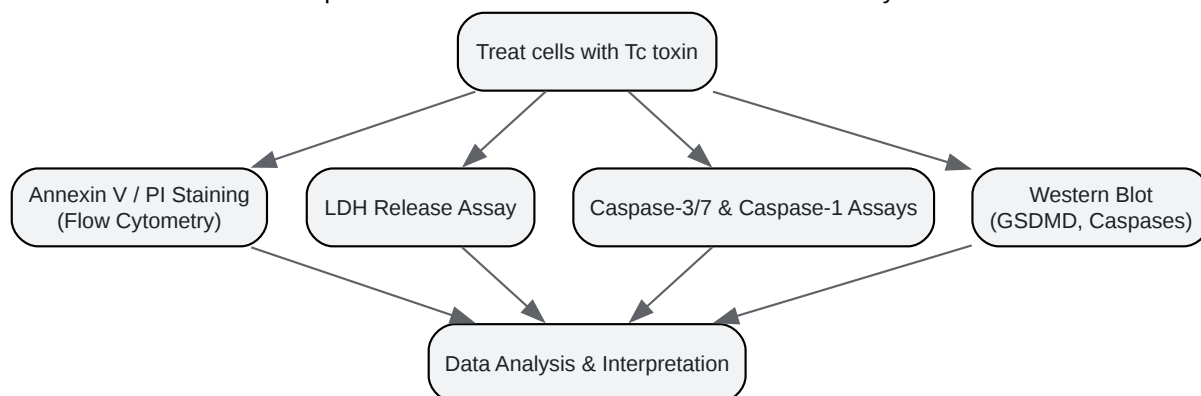 Treat cells with Tc toxin
Annexin V / PI Staining
(Flow Cytometry)
LDH Release Assay
Caspase-3/7 & Caspase-1 Assays
Western Blot
(GSDMD, Caspases)
Data Analysis & Interpretation